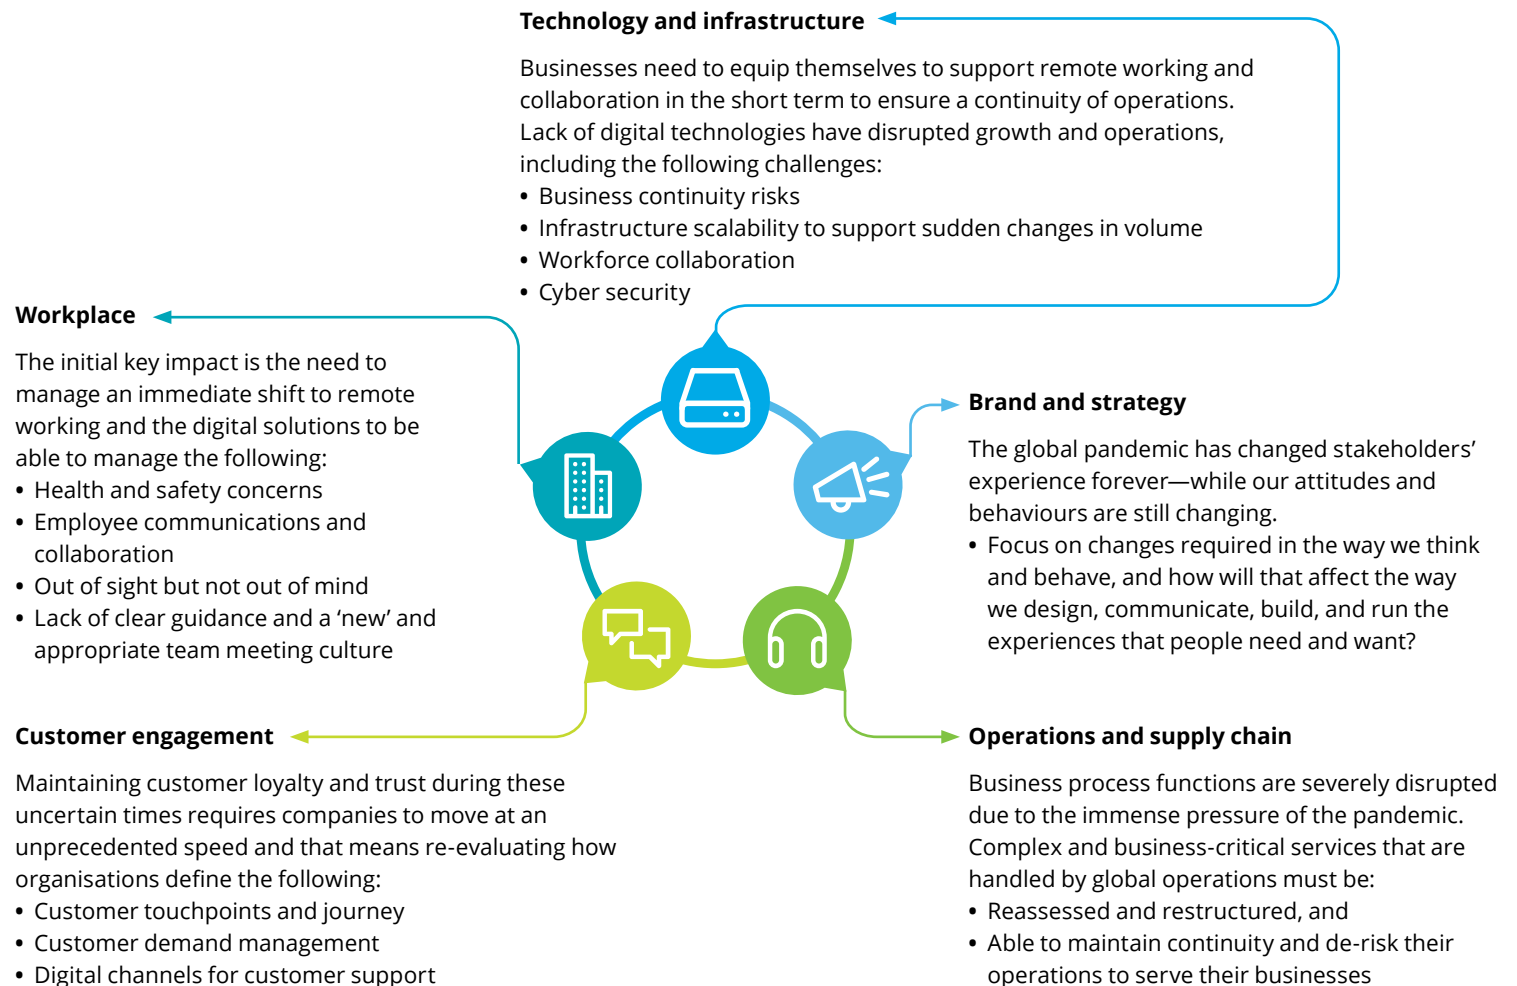 Technology and infrastructure
Businesses need to equip themselves to support remote working and
collaboration in the short term to ensure a continuity of operations.
Lack of digital technologies have disrupted growth and operations,
including the following challenges:
• Business continuity risks
• Infrastructure scalability to support sudden changes in volume
• Workforce collaboration
• Cyber security
Workplace
The initial key impact is the need to
manage an immediate shift to remote
working and the digital solutions to be
able to manage the following:
• Health and safety concerns
• Employee communications and
collaboration
• Out of sight but not out of mind
• Lack of clear guidance and a ‘new’ and
appropriate team meeting culture
Brand and strategy
The global pandemic has changed stakeholders’
experience forever—while our attitudes and
behaviours are still changing.
• Focus on changes required in the way we think
and behave, and how will that affect the way
we design, communicate, build, and run the
experiences that people need and want?
Customer engagement
Maintaining customer loyalty and trust during these
uncertain times requires companies to move at an
unprecedented speed and that means re-evaluating how
organisations define the following:
• Customer touchpoints and journey
• Customer demand management
• Digital channels for customer support
Operations and supply chain
Business process functions are severely disrupted
due to the immense pressure of the pandemic.
Complex and business-critical services that are
handled by global operations must be:
• Reassessed and restructured, and
• Able to maintain continuity and de-risk their
operations to serve their businesses